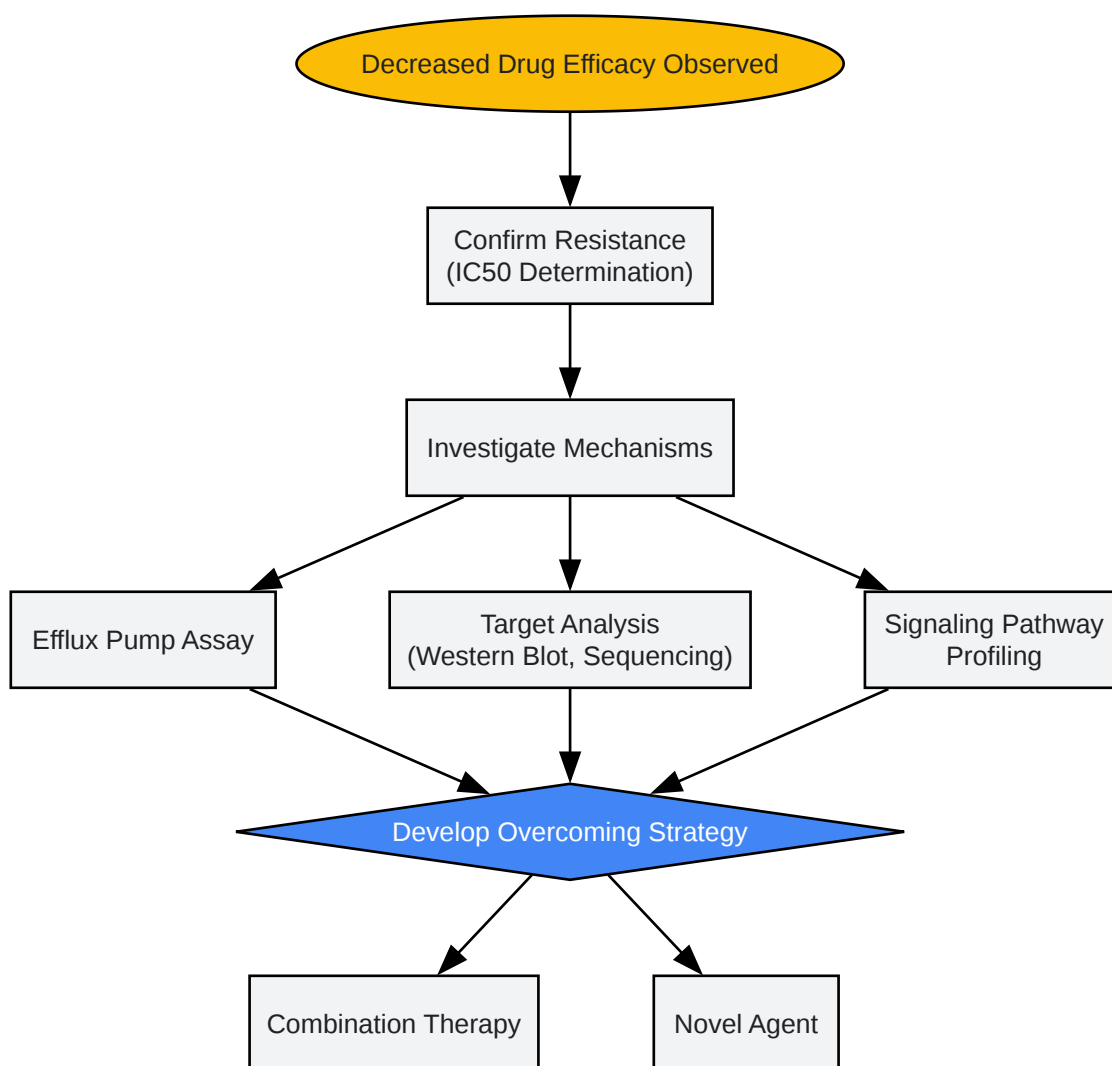 Decreased Drug Efficacy Observed
Confirm Resistance
(IC50 Determination)
Investigate Mechanisms
Efflux Pump Assay
Target Analysis
(Western Blot, Sequencing)
Signaling Pathway
Profiling
Develop Overcoming Strategy
Combination Therapy
Novel Agent